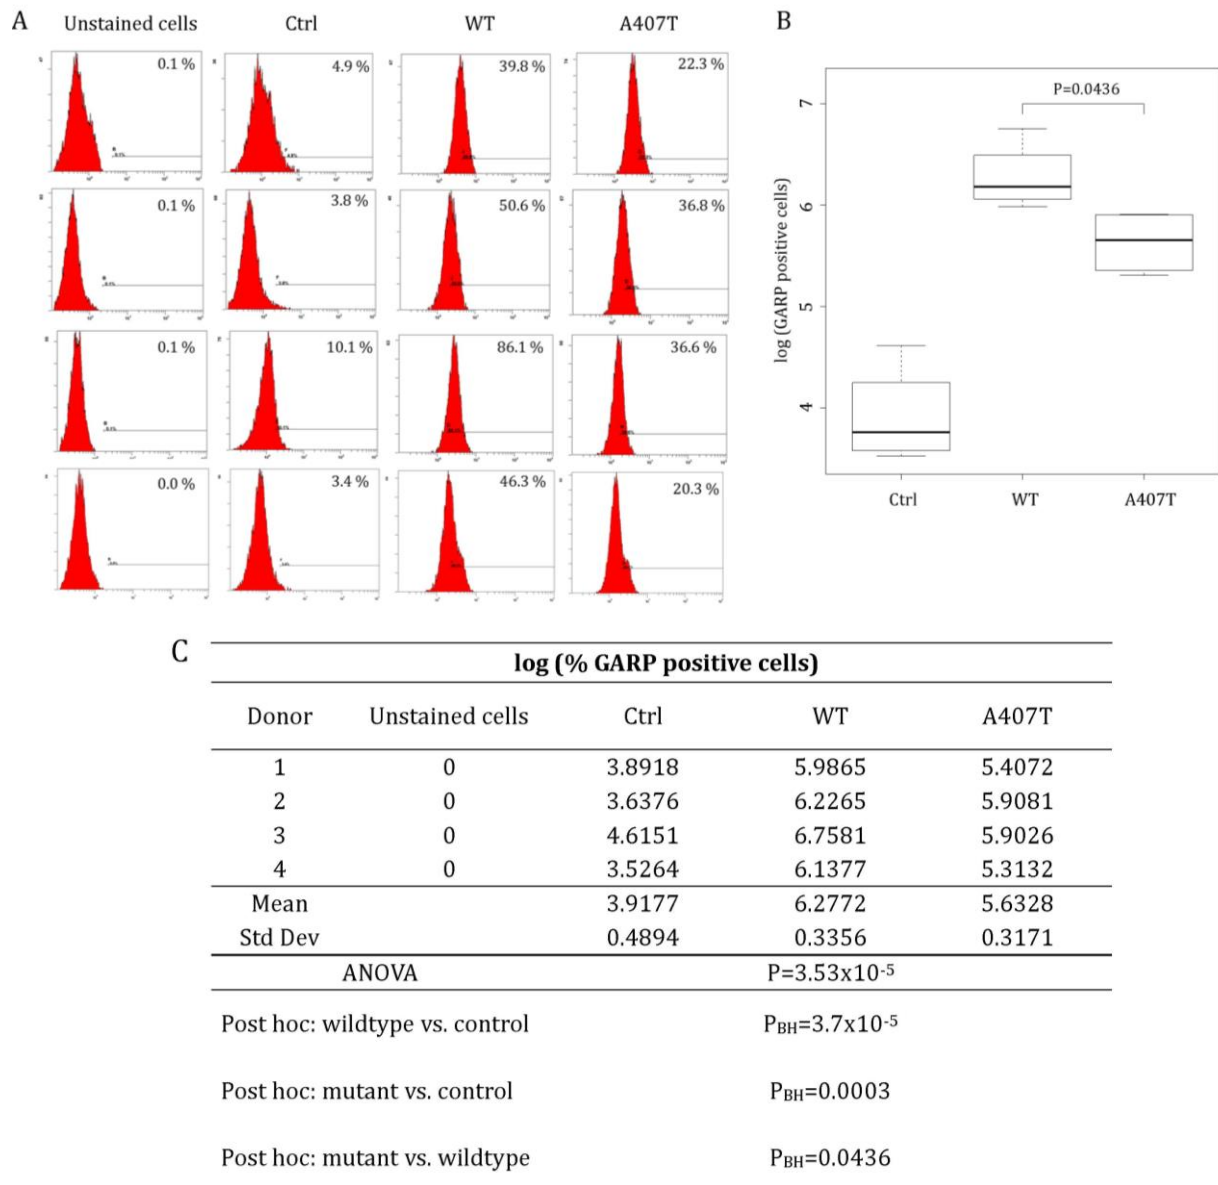 A
Unstained cells Ctrl WT A407T
0.1 % 4.9 % 39.8 % 22.3 %
0.1 % 3.8 % 50.6 % 36.8 %
0.1 % 10.1 % 86.1 % 36.6 %
0.0 % 3.4 % 46.3 % 20.3 %
B
P=0.0436
7
6
5
4
log (GARP positive cells)
Ctrl WT A407T
C
log (% GARP positive cells)
Donor Unstained cells Ctrl WT A407T
1 0 3.8918 5.9865 5.4072
2 0 3.6376 6.2265 5.9081
3 0 4.6151 6.7581 5.9026
4 0 3.5264 6.1377 5.3132
Mean 3.9177 6.2772 5.6328
Std Dev 0.4894 0.3356 0.3171
ANOVA P=3.53x10-5
Post hoc: wildtype vs. control PBH=3.7x10-5
Post hoc: mutant vs. control PBH=0.0003
Post hoc: mutant vs. wildtype PBH=0.0436